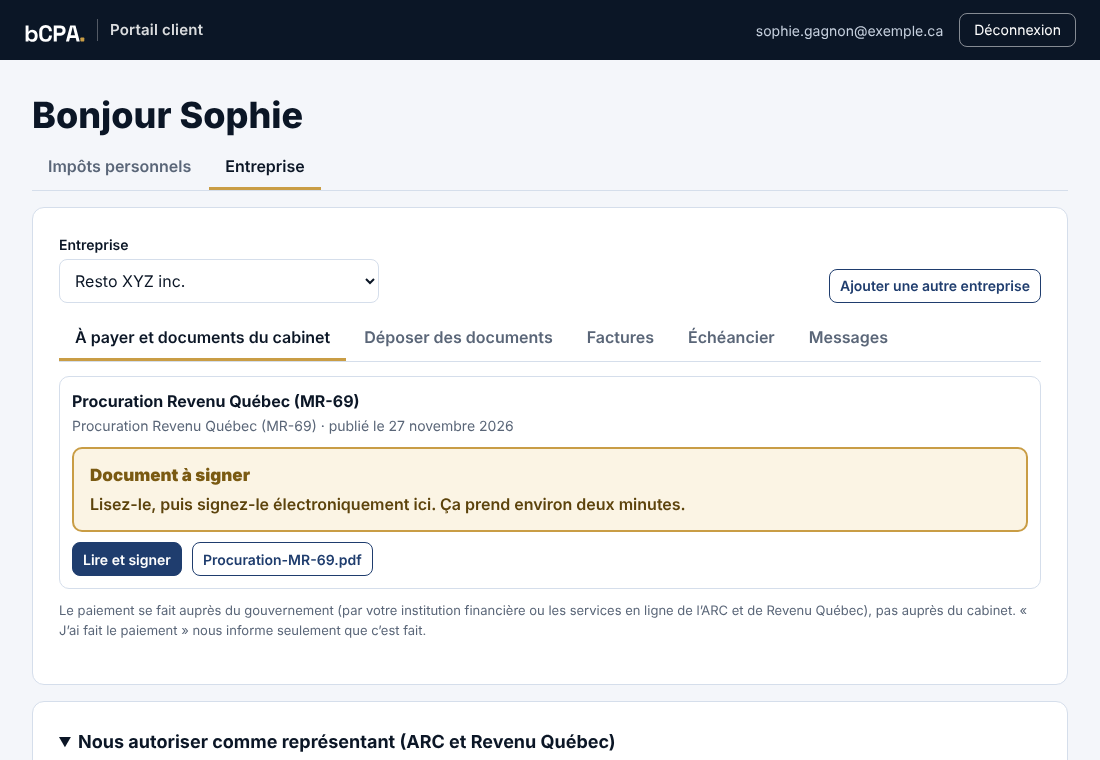 bCPA. Portail client sophie.gagnon@exemple.ca Déconnexion
Bonjour Sophie
Impôts personnels Entreprise
Entreprise
Resto XYZ inc.
Ajouter une autre entreprise
À payer et documents du cabinet Déposer des documents Factures Échéancier Messages
Procuration Revenu Québec (MR-69)
Procuration Revenu Québec (MR-69) · publié le 27 novembre 2026
Document à signer
Lisez-le, puis signez-le électroniquement ici. Ça prend environ deux minutes.
Lire et signer Procuration-MR-69.pdf
Le paiement se fait auprès du gouvernement (par votre institution financière ou les services en ligne de l’ARC et de Revenu Québec), pas auprès du cabinet. «
J’ai fait le paiement » nous informe seulement que c’est fait.
▼ Nous autoriser comme représentant (ARC et Revenu Québec)